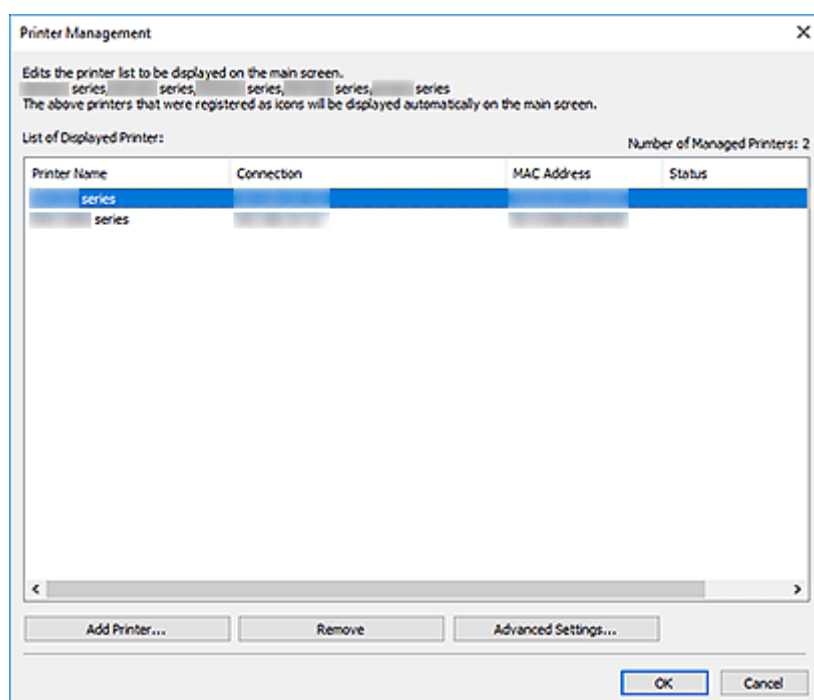 Printer Management
Edits the printer list to be displayed on the main screen.
series, series, series, series, series
The above printers that were registered as icons will be displayed automatically on the main screen.
List of Displayed Printer:
Number of Managed Printers: 2
Printer Name Connection MAC Address Status
series
series
Add Printer... Remove Advanced Settings...
OK Cancel